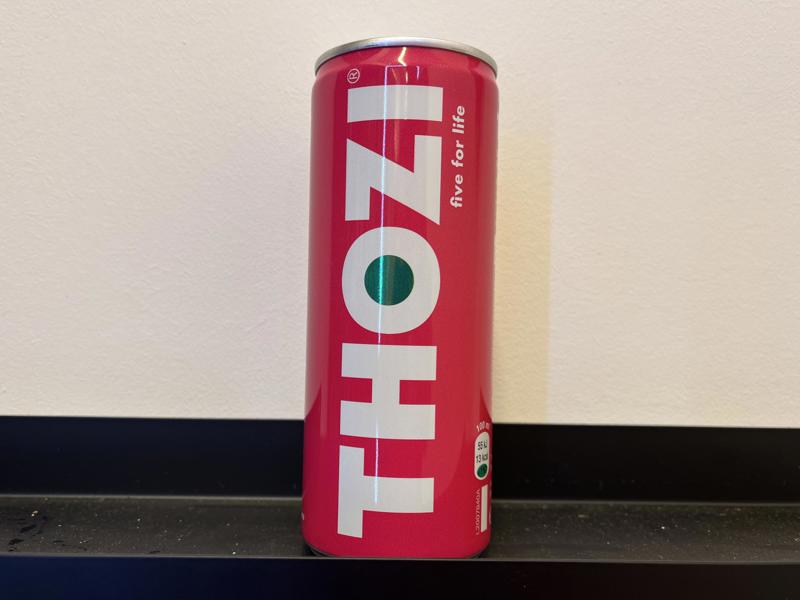 THOZI®
five for life
100 ml
55 kJ
13 kcal